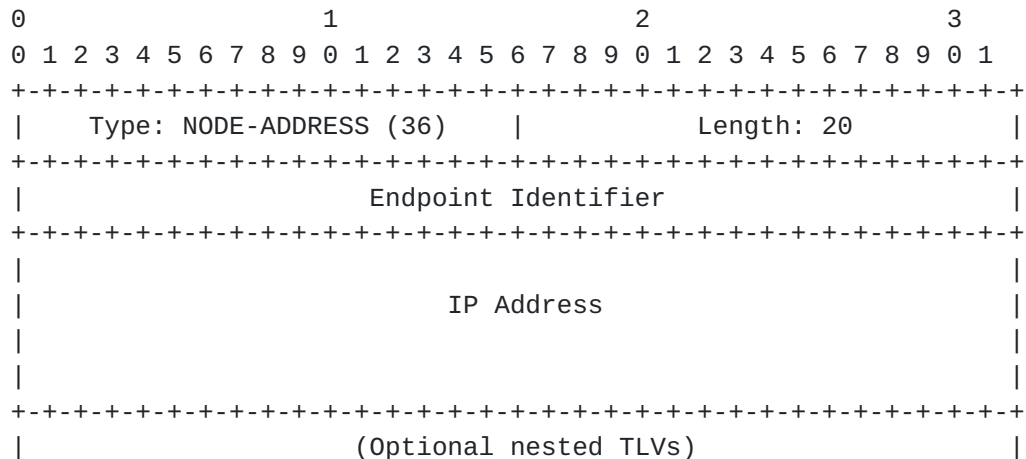 0                   1                   2                   3
0 1 2 3 4 5 6 7 8 9 0 1 2 3 4 5 6 7 8 9 0 1 2 3 4 5 6 7 8 9 0 1
+-+-+-+-+-+-+-+-+-+-+-+-+-+-+-+-+-+-+-+-+-+-+-+-+-+-+-+-+-+-+-+-+
|    Type: NODE-ADDRESS (36)    |           Length: 20          |
+-+-+-+-+-+-+-+-+-+-+-+-+-+-+-+-+-+-+-+-+-+-+-+-+-+-+-+-+-+-+-+-+
|                      Endpoint Identifier                      |
+-+-+-+-+-+-+-+-+-+-+-+-+-+-+-+-+-+-+-+-+-+-+-+-+-+-+-+-+-+-+-+-+
|                                                               |
|                           IP Address                          |
|                                                               |
|                                                               |
+-+-+-+-+-+-+-+-+-+-+-+-+-+-+-+-+-+-+-+-+-+-+-+-+-+-+-+-+-+-+-+-+
|                     (Optional nested TLVs)                    |